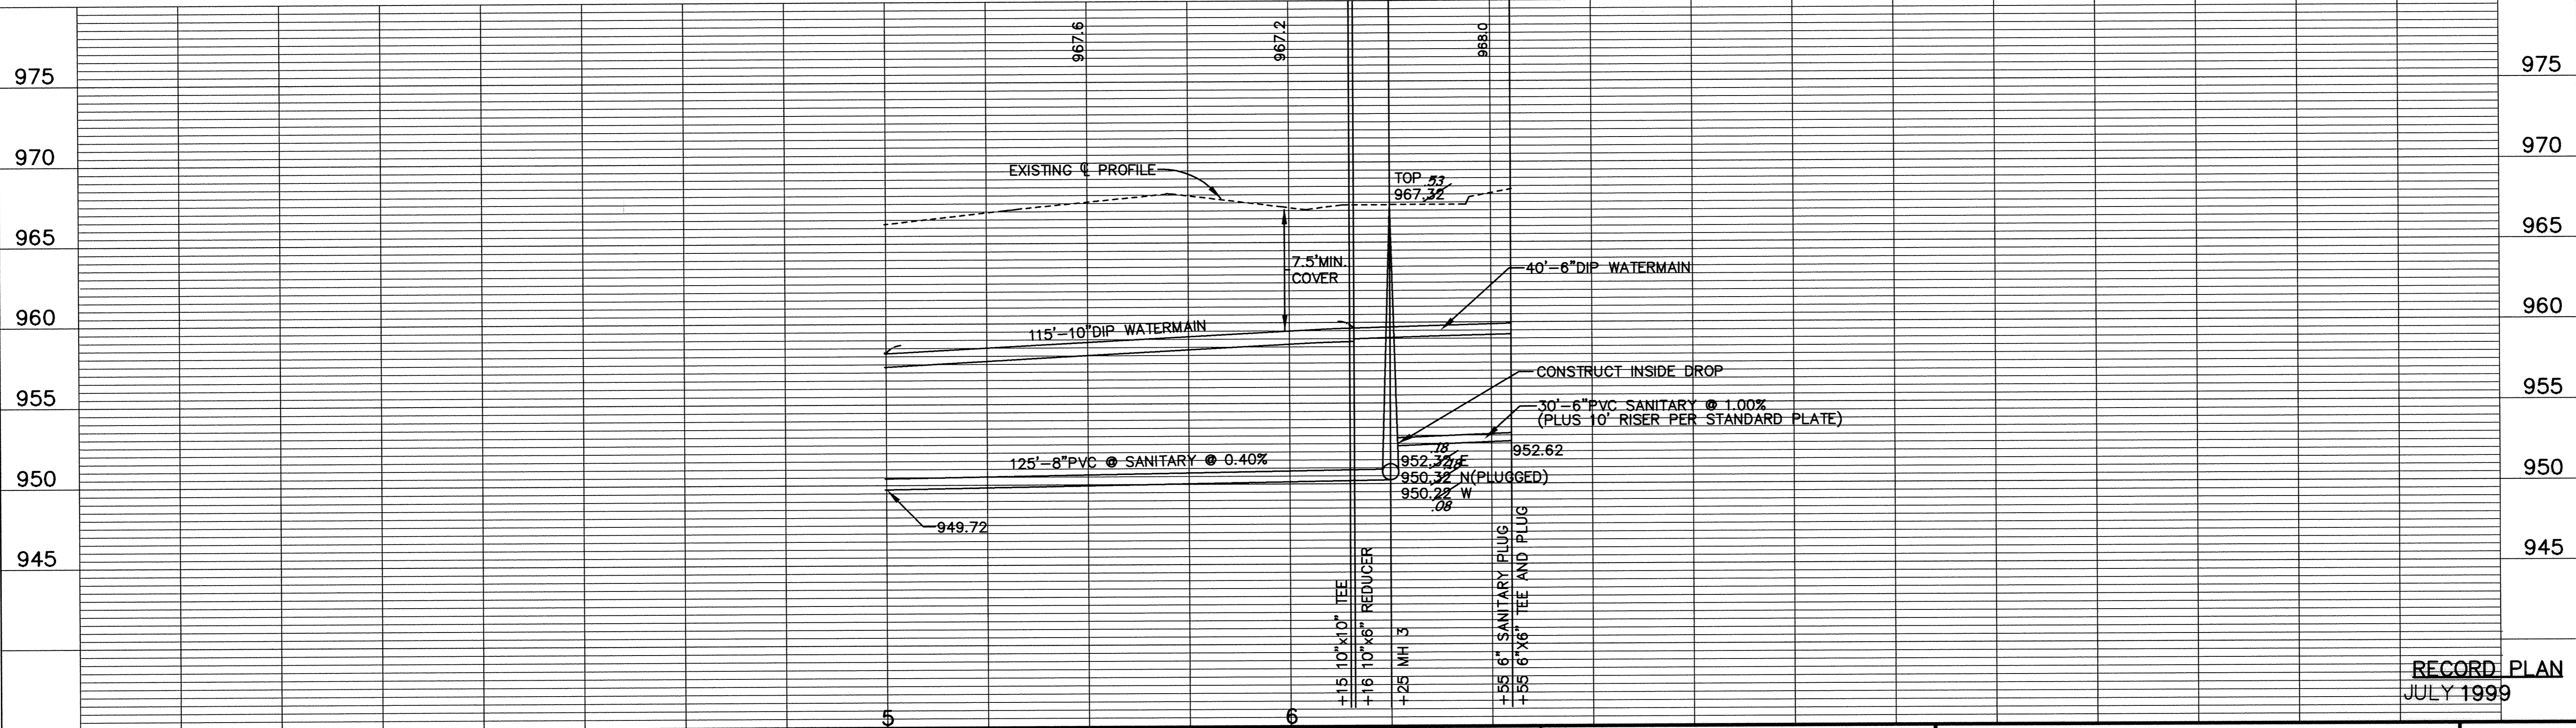 967.6
967.2
968.0
975
975
970
970
EXISTING ℄ PROFILE
TOP .53
967.32
965
965
7.5'MIN.
COVER
40'-6"DIP WATERMAIN
960
960
115'-10"DIP WATERMAIN
CONSTRUCT INSIDE DROP
955
955
30'-6"PVC SANITARY @ 1.00%
(PLUS 10' RISER PER STANDARD PLATE)
.18
952.62
125'-8"PVC @ SANITARY @ 0.40%
952.32 E
950
950
950.32 N(PLUGGED)
950.22 W
.08
949.72
945
945
+15 10"x10" TEE
+16 10"x6" REDUCER
+25 MH 3
+55 6" SANITARY PLUG
+55 6"X6" TEE AND PLUG
RECORD PLAN
JULY 1999
5
6